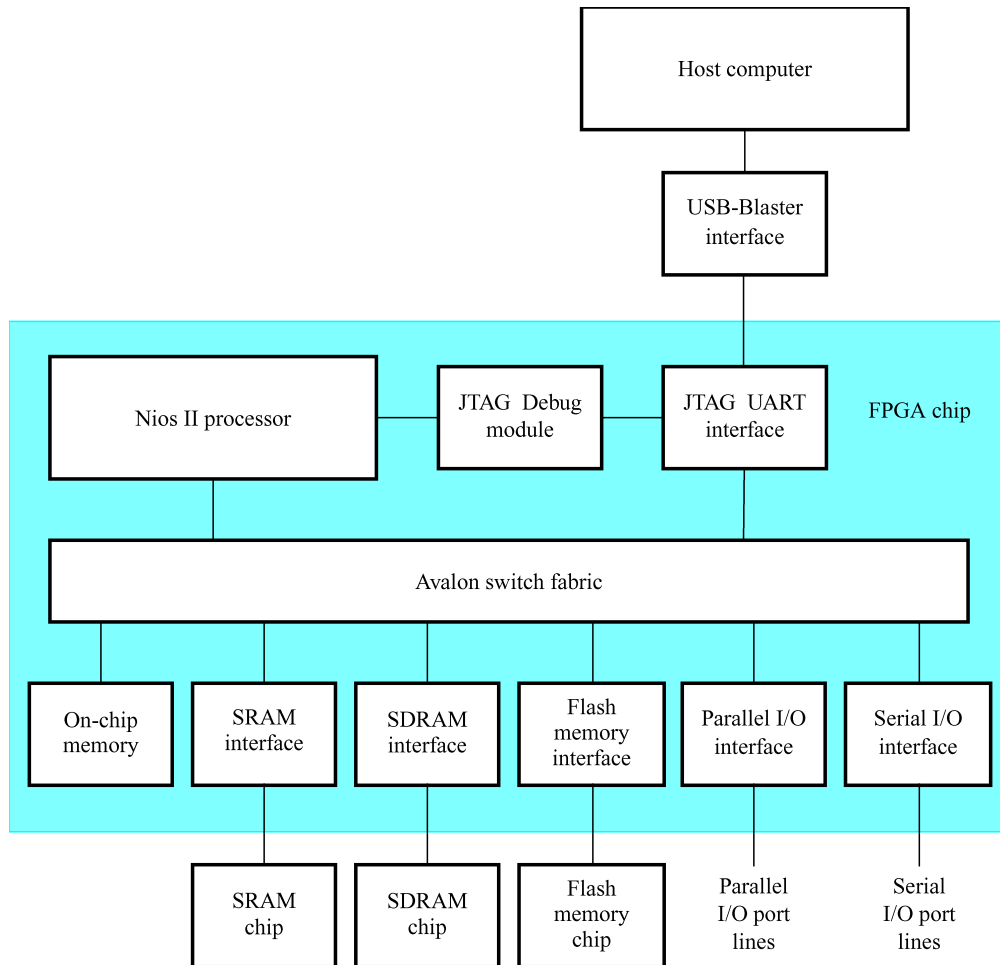 Host computer
USB-Blaster
interface
Nios II processor
JTAG Debug
module
JTAG UART
interface
FPGA chip
Avalon switch fabric
On-chip
memory
SRAM
interface
SDRAM
interface
Flash
memory
interface
Parallel I/O
interface
Serial I/O
interface
SRAM
chip
SDRAM
chip
Flash
memory
chip
Parallel
I/O port
lines
Serial
I/O port
lines